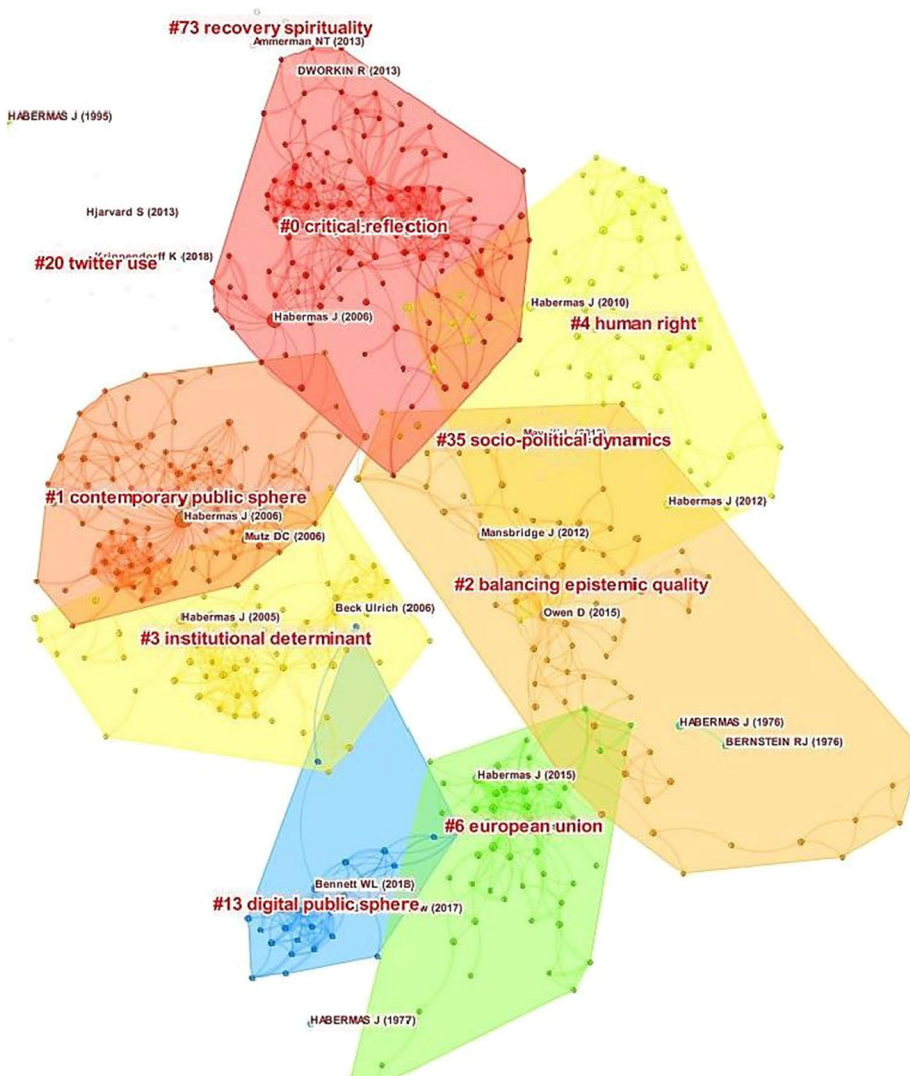 #73 recovery spirituality
Ammerman NT (2013)
DWORKIN R (2013)
HABERMAS J (1995)
Hjarvard S (2013)
#0 critical reflection
(2018)
#20 twitter use
Habermas J (2010)
Habermas J (2006)
#4 human right
(2012)
#35 socio-political dynamics
#1 contemporary public sphere
Habermas J (2012)
Habermas J (2006)
Mansbridge J (2012)
Mutz DC (2006)
#2 balancing epistemic quality
Beck Ulrich (2006)
Owen D (2015)
Habermas J (2005)
#3 institutional determinant
HABERMAS J (1976)
BERNSTEIN RJ (1976)
Habermas J (2015)
#6 european union
Bennett WL (2018)
#13 digital public sphere
w (2017)
HABERMAS J (1977)